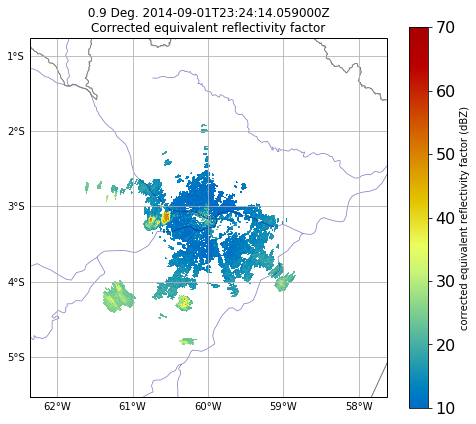 0.9 Deg. 2014-09-01T23:24:14.059000Z
Corrected equivalent reflectivity factor
1°S
2°S
3°S
4°S
5°S
62°W
61°W
60°W
59°W
58°W
70
60
50
40
30
20
10
corrected equivalent reflectivity factor (dBZ)